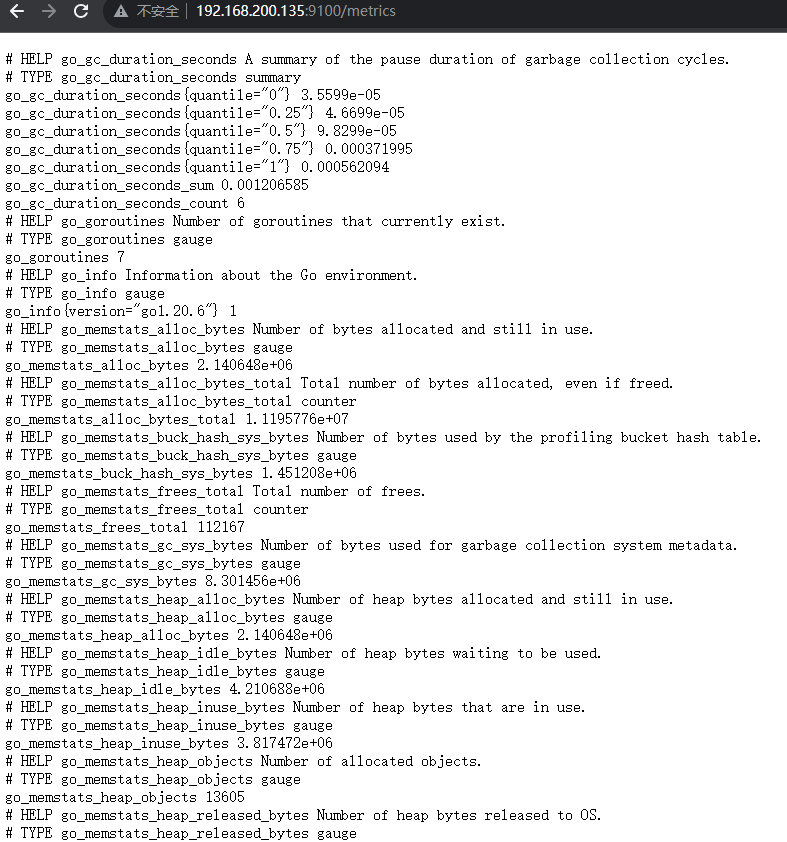 不安全 | 192.168.200.135:9100/metrics
# HELP go_gc_duration_seconds A summary of the pause duration of garbage collection cycles.
# TYPE go_gc_duration_seconds summary
go_gc_duration_seconds{quantile="0"} 3.5599e-05
go_gc_duration_seconds{quantile="0.25"} 4.6699e-05
go_gc_duration_seconds{quantile="0.5"} 9.8299e-05
go_gc_duration_seconds{quantile="0.75"} 0.000371995
go_gc_duration_seconds{quantile="1"} 0.000562094
go_gc_duration_seconds_sum 0.001206585
go_gc_duration_seconds_count 6
# HELP go_goroutines Number of goroutines that currently exist.
# TYPE go_goroutines gauge
go_goroutines 7
# HELP go_info Information about the Go environment.
# TYPE go_info gauge
go_info{version="go1.20.6"} 1
# HELP go_memstats_alloc_bytes Number of bytes allocated and still in use.
# TYPE go_memstats_alloc_bytes gauge
go_memstats_alloc_bytes 2.140648e+06
# HELP go_memstats_alloc_bytes_total Total number of bytes allocated, even if freed.
# TYPE go_memstats_alloc_bytes_total counter
go_memstats_alloc_bytes_total 1.1195776e+07
# HELP go_memstats_buck_hash_sys_bytes Number of bytes used by the profiling bucket hash table.
# TYPE go_memstats_buck_hash_sys_bytes gauge
go_memstats_buck_hash_sys_bytes 1.451208e+06
# HELP go_memstats_frees_total Total number of frees.
# TYPE go_memstats_frees_total counter
go_memstats_frees_total 112167
# HELP go_memstats_gc_sys_bytes Number of bytes used for garbage collection system metadata.
# TYPE go_memstats_gc_sys_bytes gauge
go_memstats_gc_sys_bytes 8.301456e+06
# HELP go_memstats_heap_alloc_bytes Number of heap bytes allocated and still in use.
# TYPE go_memstats_heap_alloc_bytes gauge
go_memstats_heap_alloc_bytes 2.140648e+06
# HELP go_memstats_heap_idle_bytes Number of heap bytes waiting to be used.
# TYPE go_memstats_heap_idle_bytes gauge
go_memstats_heap_idle_bytes 4.210688e+06
# HELP go_memstats_heap_inuse_bytes Number of heap bytes that are in use.
# TYPE go_memstats_heap_inuse_bytes gauge
go_memstats_heap_inuse_bytes 3.817472e+06
# HELP go_memstats_heap_objects Number of allocated objects.
# TYPE go_memstats_heap_objects gauge
go_memstats_heap_objects 13605
# HELP go_memstats_heap_released_bytes Number of heap bytes released to OS.
# TYPE go_memstats_heap_released_bytes gauge